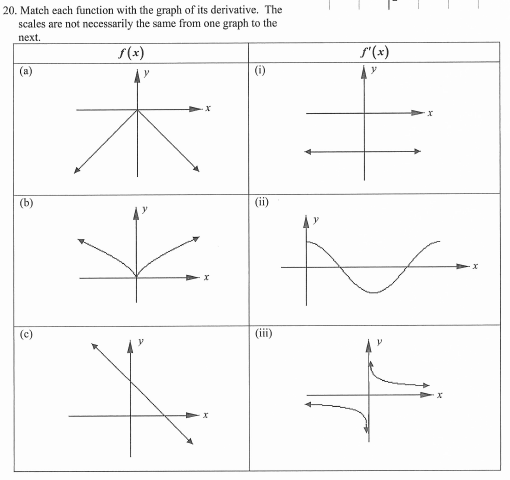 20. Match each function with the graph of its derivative. The
scales are not necessarily the same from one graph to the
next.
f(x) f'(x)
(a) y x (i) y x
(b) y x (ii) y x
(c) y x (iii) y x